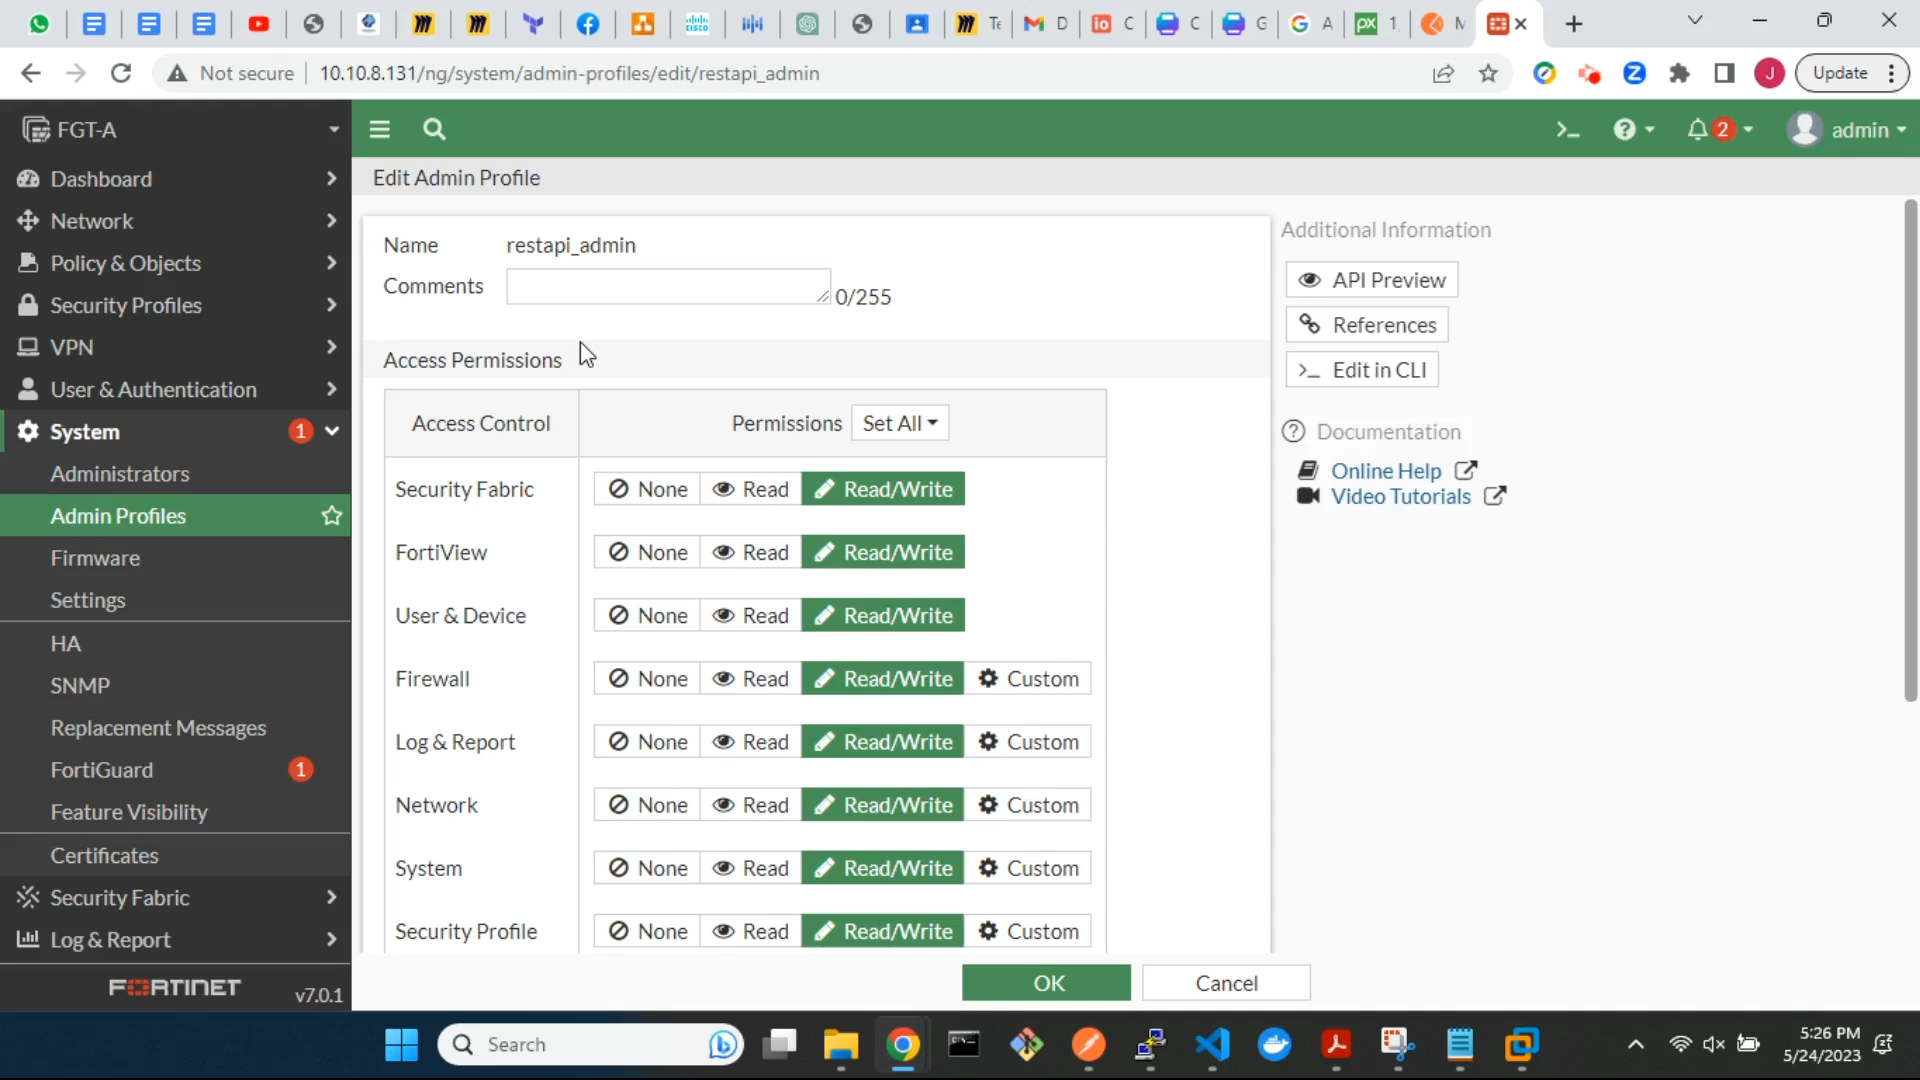 Te
D
C
C
G
A
1
M
Not secure
10.10.8.131/ng/system/admin-profiles/edit/restapi_admin
J
Update
FGT-A
2
admin
Dashboard
Network
Policy & Objects
Security Profiles
VPN
User & Authentication
System
1
Administrators
Admin Profiles
Firmware
Settings
HA
SNMP
Replacement Messages
FortiGuard
1
Feature Visibility
Certificates
Security Fabric
Log & Report
FORTINET
v7.0.1
Edit Admin Profile
Name
restapi_admin
Comments
0/255
Access Permissions
Access Control
Permissions Set All
Security Fabric None Read Read/Write
FortiView None Read Read/Write
User & Device None Read Read/Write
Firewall None Read Read/Write Custom
Log & Report None Read Read/Write Custom
Network None Read Read/Write Custom
System None Read Read/Write Custom
Security Profile None Read Read/Write Custom
OK
Cancel
Additional Information
API Preview
References
Edit in CLI
Documentation
Online Help
Video Tutorials
Search
5:26 PM
5/24/2023